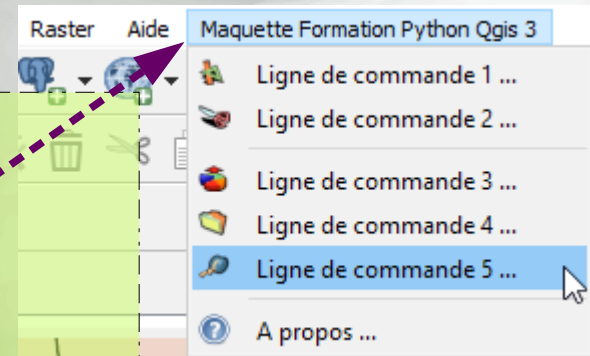 Raster Aide Maquette Formation Python Qgis 3
Ligne de commande 1 ...
Ligne de commande 2 ...
Ligne de commande 3 ...
Ligne de commande 4 ...
Ligne de commande 5 ...
A propos ...